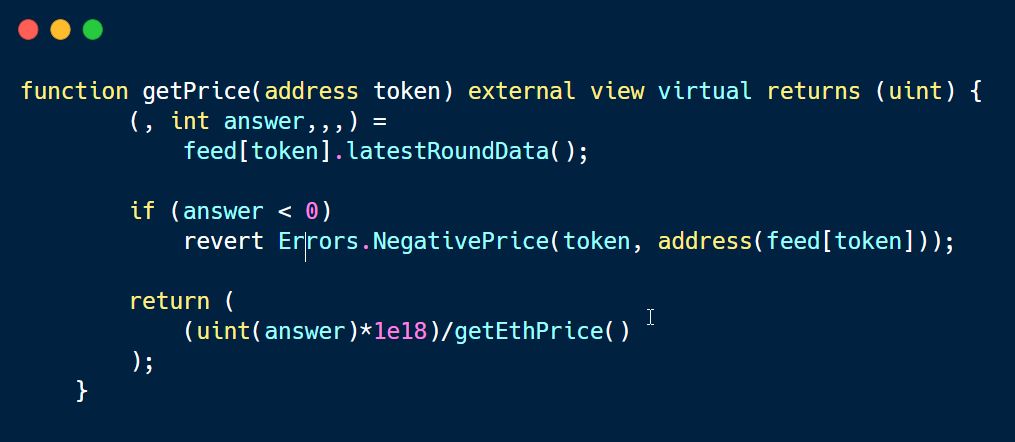 function getPrice(address token) external view virtual returns (uint) {
(, int answer,,,) =
feed[token].latestRoundData();
if (answer < 0)
revert Errors.NegativePrice(token, address(feed[token]));
return (
(uint(answer)*1e18)/getEthPrice()
);
}